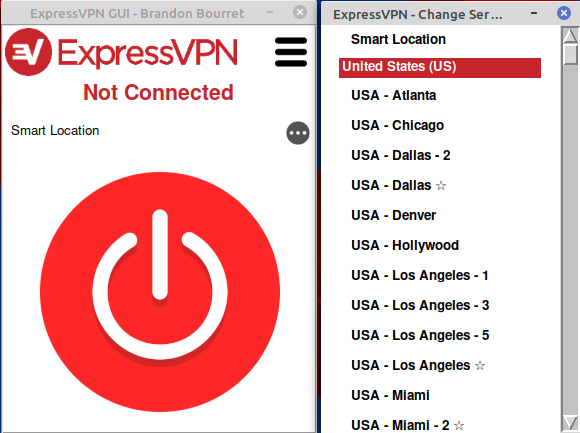 ExpressVPN GUI - Brandon Bourret
ExpressVPN
Not Connected
Smart Location
ExpressVPN - Change Ser...
Smart Location
United States (US)
USA - Atlanta
USA - Chicago
USA - Dallas - 2
USA - Dallas ☆
USA - Denver
USA - Hollywood
USA - Los Angeles - 1
USA - Los Angeles - 3
USA - Los Angeles - 5
USA - Los Angeles ☆
USA - Miami
USA - Miami - 2 ☆